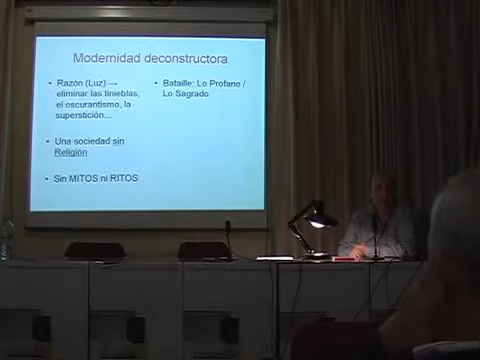 Modernidad deconstructora
• Razón (Luz) →
eliminar las tinieblas,
el oscurantismo, la
superstición…
• Una sociedad sin
Religión
• Sin MITOS ni RITOS
• Bataille: Lo Profano /
Lo Sagrado